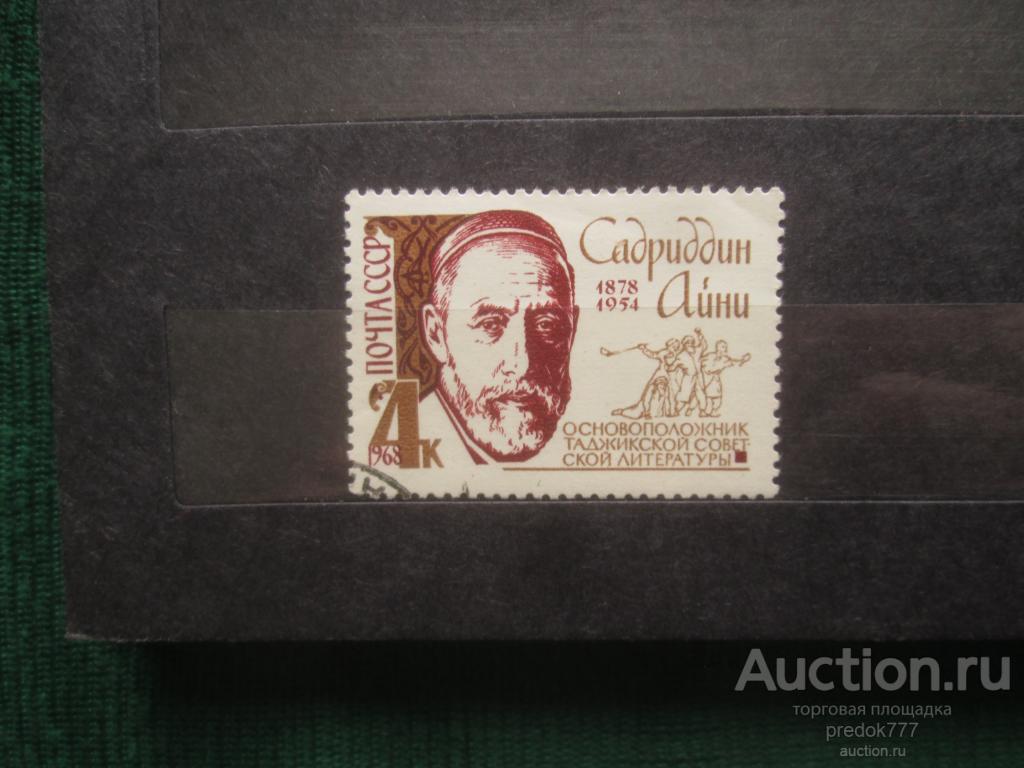 ПОЧТА СССР
Садриддин
Айни
1878
1954
4К
1968
ОСНОВОПОЛОЖНИК
ТАДЖИКСКОЙ СОВЕТ-
СКОЙ ЛИТЕРАТУРЫ
Auction.ru
торговая площадка
predok777
auction.ru